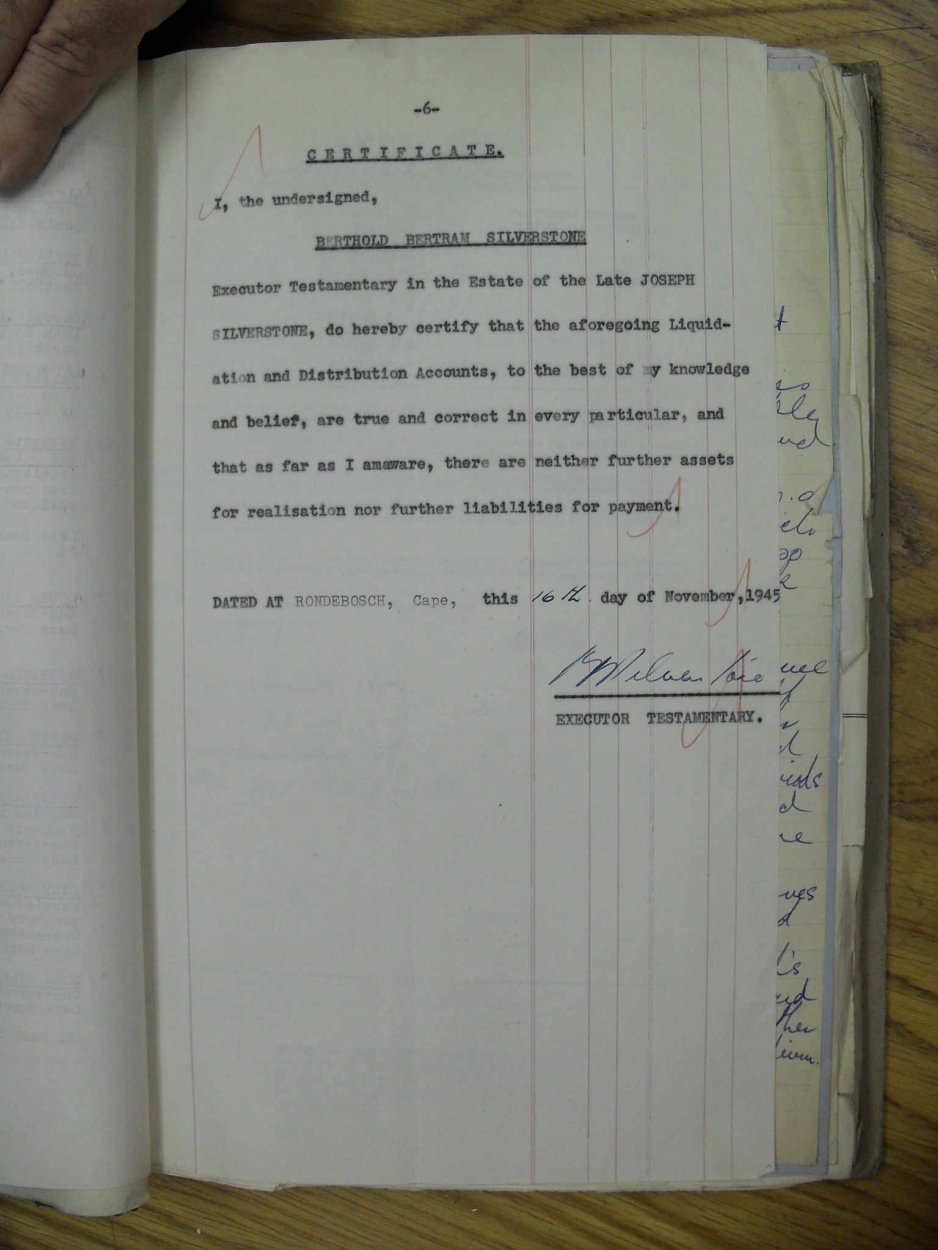 -6-
CERTIFICATE.
I, the undersigned,
BERTHOLD BERTRAM SILVERSTONE
Executor Testamentary in the Estate of the Late JOSEPH
SILVERSTONE, do hereby certify that the aforegoing Liquid-
ation and Distribution Accounts, to the best of my knowledge
and belief, are true and correct in every particular, and
that as far as I amaware, there are neither further assets
for realisation nor further liabilities for payment.
DATED AT RONDEBOSCH, Cape, this 16th. day of November, 1945
EXECUTOR TESTAMENTARY.